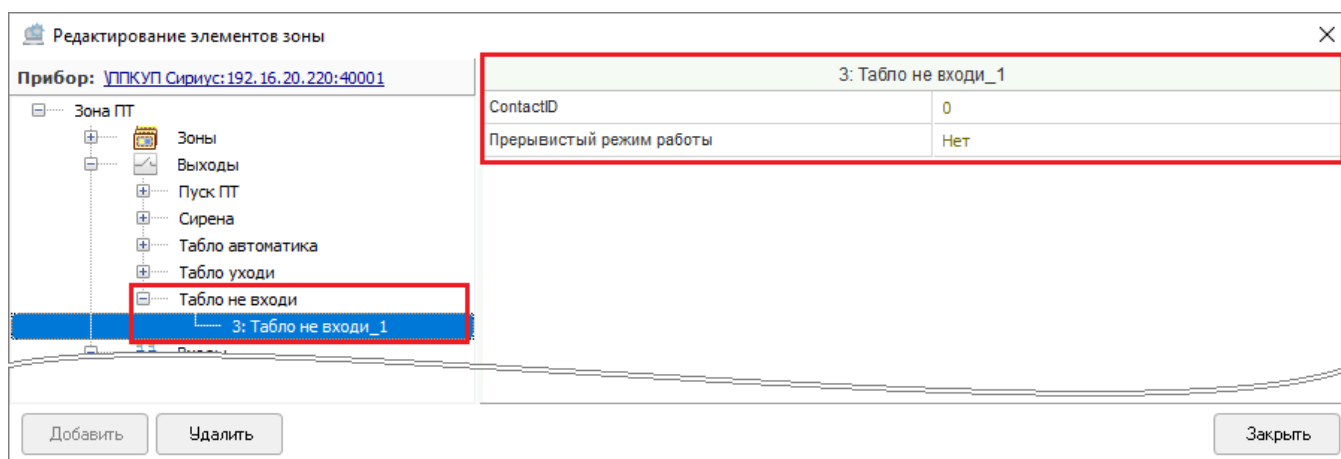 Редактирование элементов зоны
Прибор: \ППКУП Сириус:192.16.20.220:40001
Зона ПТ
Зоны
Выходы
Пуск ПТ
Сирена
Табло автоматика
Табло уходи
Табло не входи
3: Табло не входи_1
3: Табло не входи_1
ContactID 0
Прерывистый режим работы Нет
Добавить Удалить Закрыть